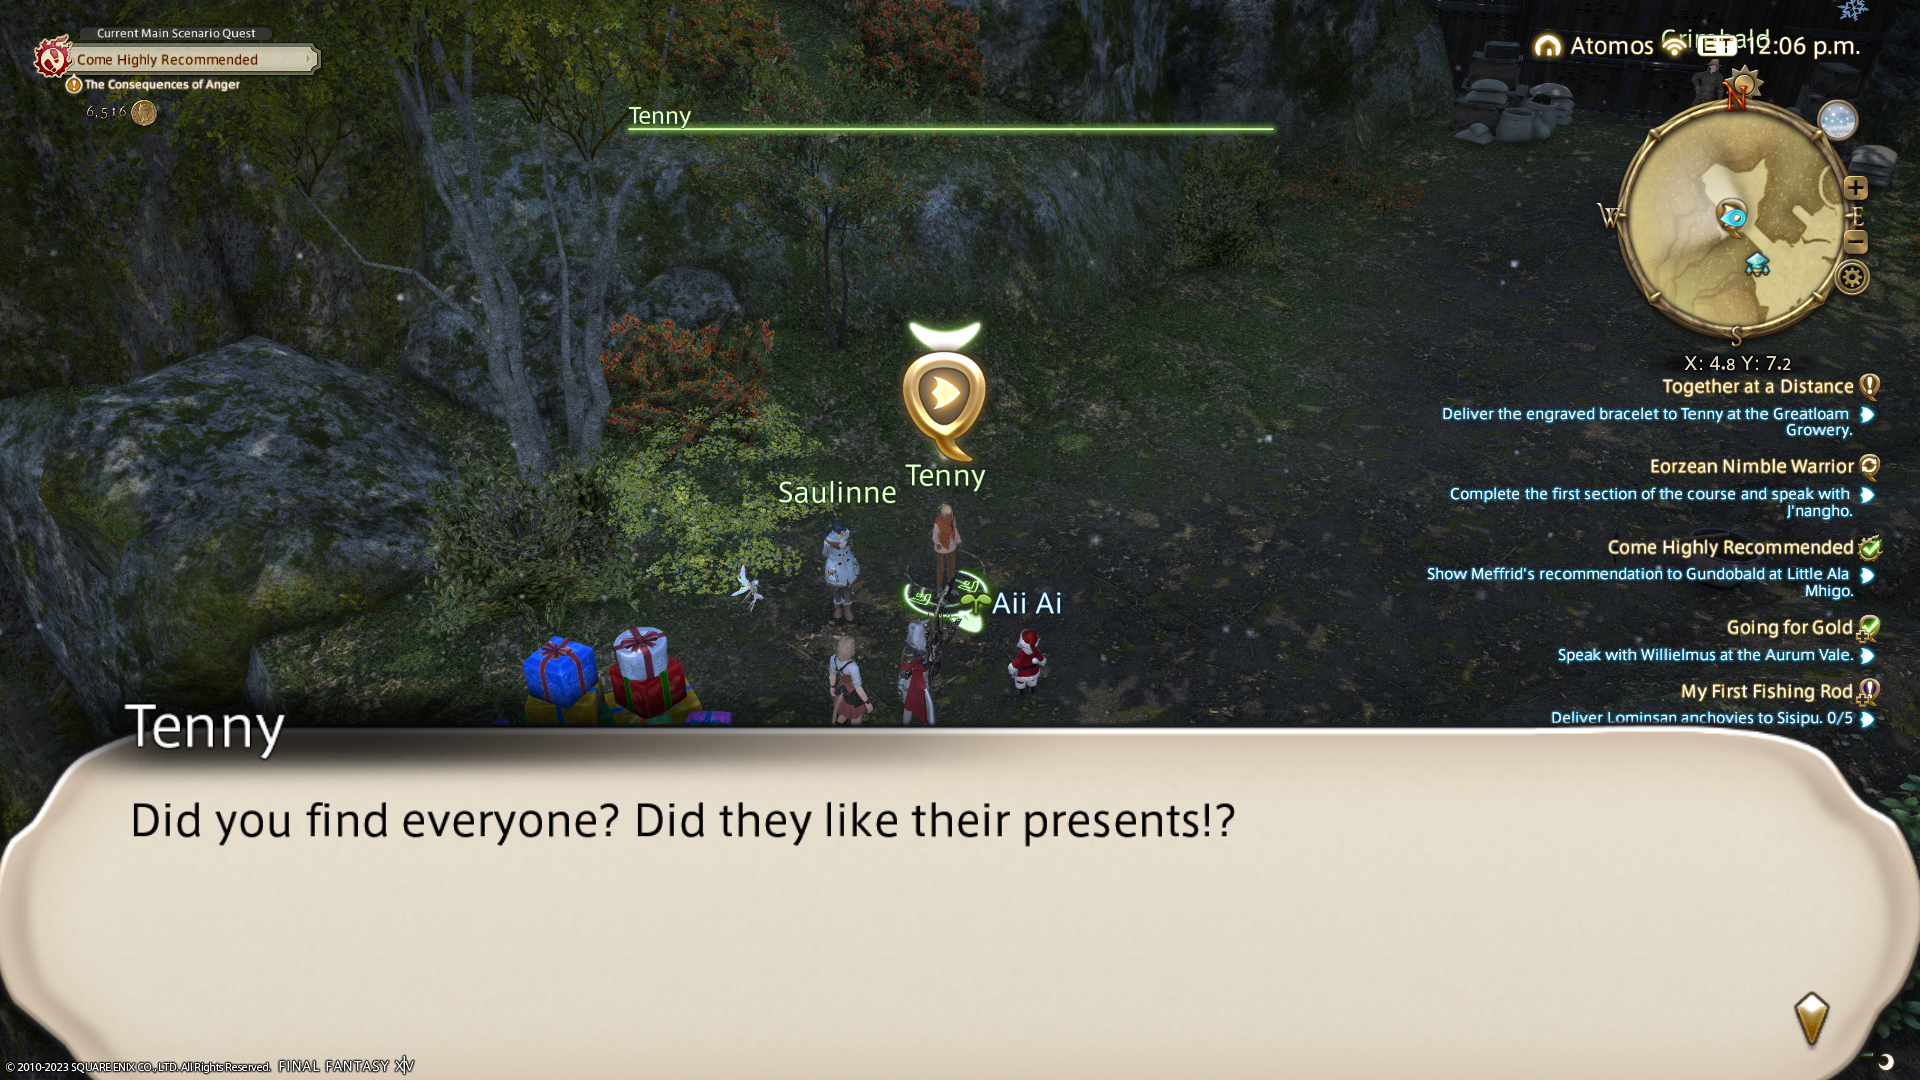 Current Main Scenario Quest
Come Highly Recommended
The Consequences of Anger
6,516
Tenny
Atomos
ET 12:06 p.m.
N
W
E
S
X: 4.8 Y: 7.2
Together at a Distance
Deliver the engraved bracelet to Tenny at the Greatloam
Growery.
Eorzean Nimble Warrior
Complete the first section of the course and speak with
J'nangho.
Come Highly Recommended
Show Meffrid's recommendation to Gundobald at Little Ala
Mhigo.
Going for Gold
Speak with Willielmus at the Aurum Vale.
My First Fishing Rod
Deliver Lominsan anchovies to Sisipu. 0/5
Saulinne
Tenny
Aii Ai
Tenny
Did you find everyone? Did they like their presents!?
© 2010-2023 SQUARE ENIX CO., LTD. All Rights Reserved. FINAL FANTASY XIV